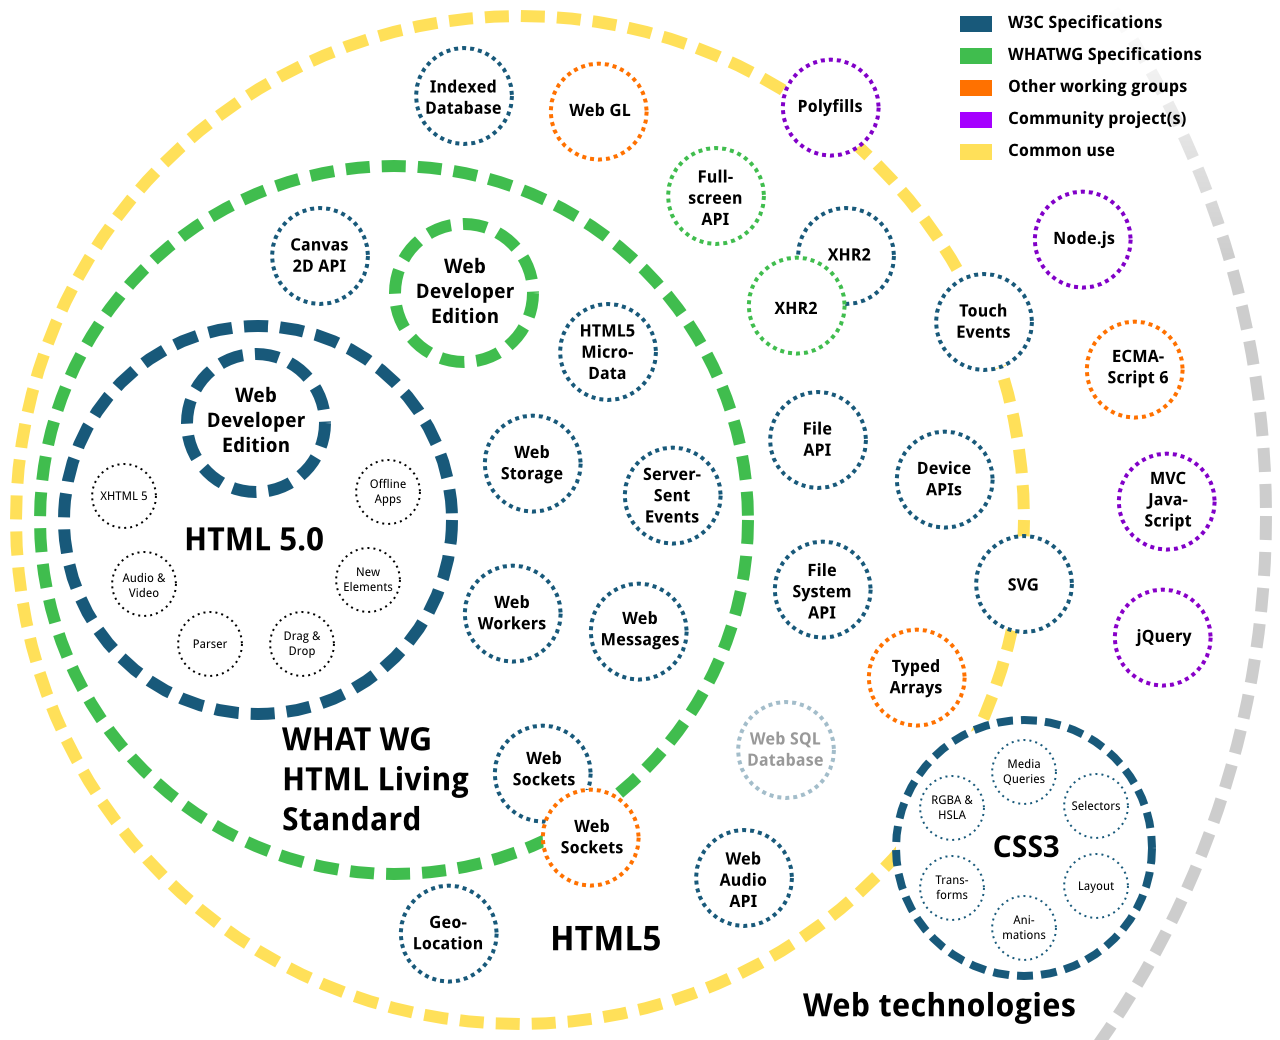 W3C Specifications
WHATWG Specifications
Other working groups
Community project(s)
Common use
Indexed
Database
Web GL
Polyfills
Full-
screen
API
Node.js
Canvas
2D API
Web
Developer
Edition
XHR2
XHR2
Touch
Events
HTML5
Micro-
Data
ECMA-
Script 6
Web
Developer
Edition
File
API
Web
Storage
Server-
Sent
Events
Device
APIs
MVC
Java-
Script
XHTML 5
Offline
Apps
HTML 5.0
Audio &
Video
New
Elements
Parser
Drag &
Drop
Web
Workers
Web
Messages
File
System
API
SVG
jQuery
Typed
Arrays
WHAT WG
HTML Living
Standard
Web
Sockets
Web
Sockets
Web SQL
Database
Media
Queries
RGBA &
HSLA
Selectors
CSS3
Trans-
forms
Layout
Ani-
mations
Web
Audio
API
Geo-
Location
HTML5
Web technologies